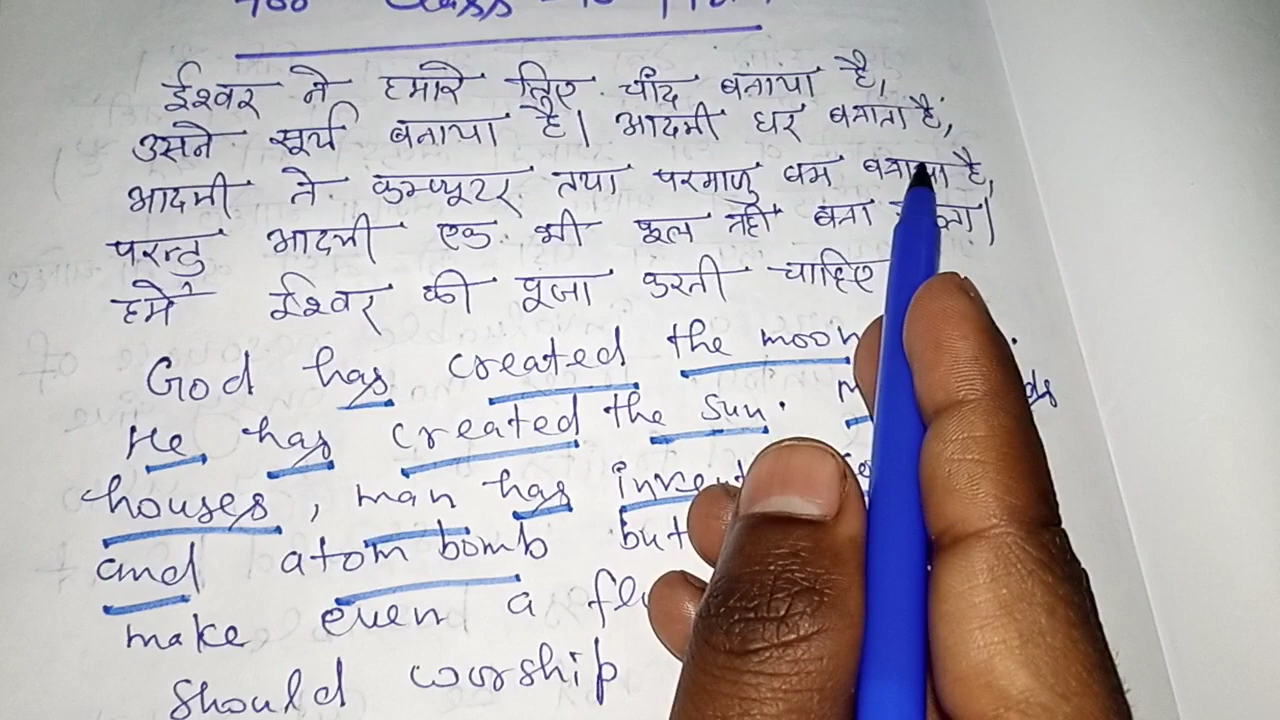 Class
ईश्वर ने हमारे लिए चाँद बनाया है,
उसने सूर्य बनाया है। आदमी घर बनाता है,
आदमी ने कम्प्यूटर तथा परमाणु बम बनाया है,
परन्तु आदमी एक भी फूल नहीं बना
हमें ईश्वर की पूजा करनी चाहिए
God has created the moon
He has created the sun.
houses, man has
and atom bomb but
make even a
should worship